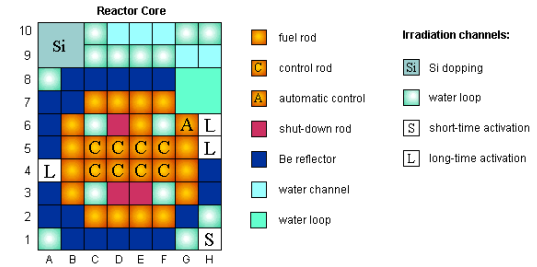 Reactor Core
10
9
8
7
6
5
4
3
2
1
Si
A L
C C C C L
L C C C C
S
A B C D E F G H
fuel rod
C control rod
A automatic control
shut-down rod
Be reflector
water channel
water loop
Irradiation channels:
Si Si dopping
water loop
S short-time activation
L long-time activation